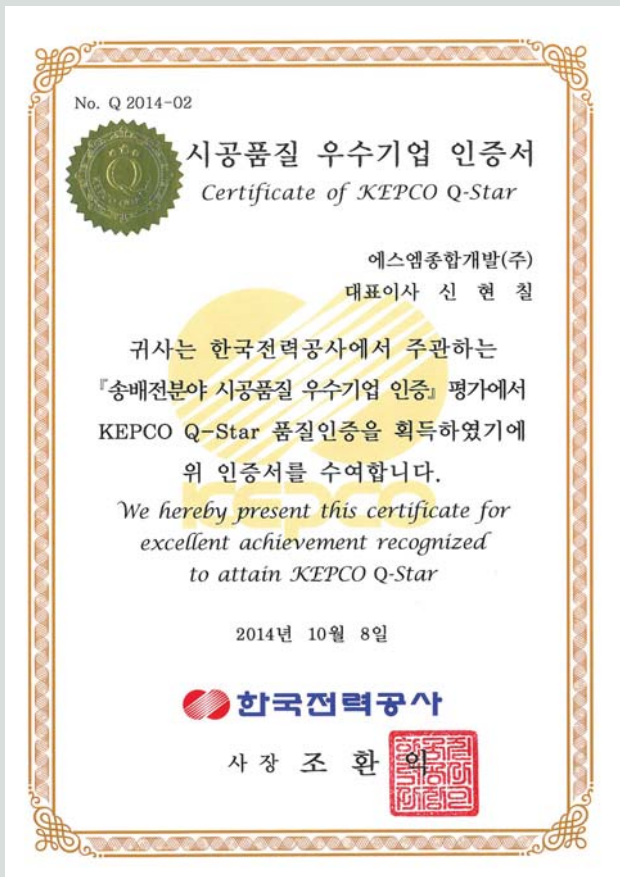 No. Q 2014-02
시공품질 우수기업 인증서
Certificate of KEPCO Q-Star
에스엠종합개발(주)
대표이사 신 현 칠
귀사는 한국전력공사에서 주관하는
『송배전분야 시공품질 우수기업 인증』 평가에서
KEPCO Q-Star 품질인증을 획득하였기에
위 인증서를 수여합니다.
KEPCO
We hereby present this certificate for
excellent achievement recognized
to attain KEPCO Q-Star
2014년 10월 8일
한국전력공사
사장 조 환 익